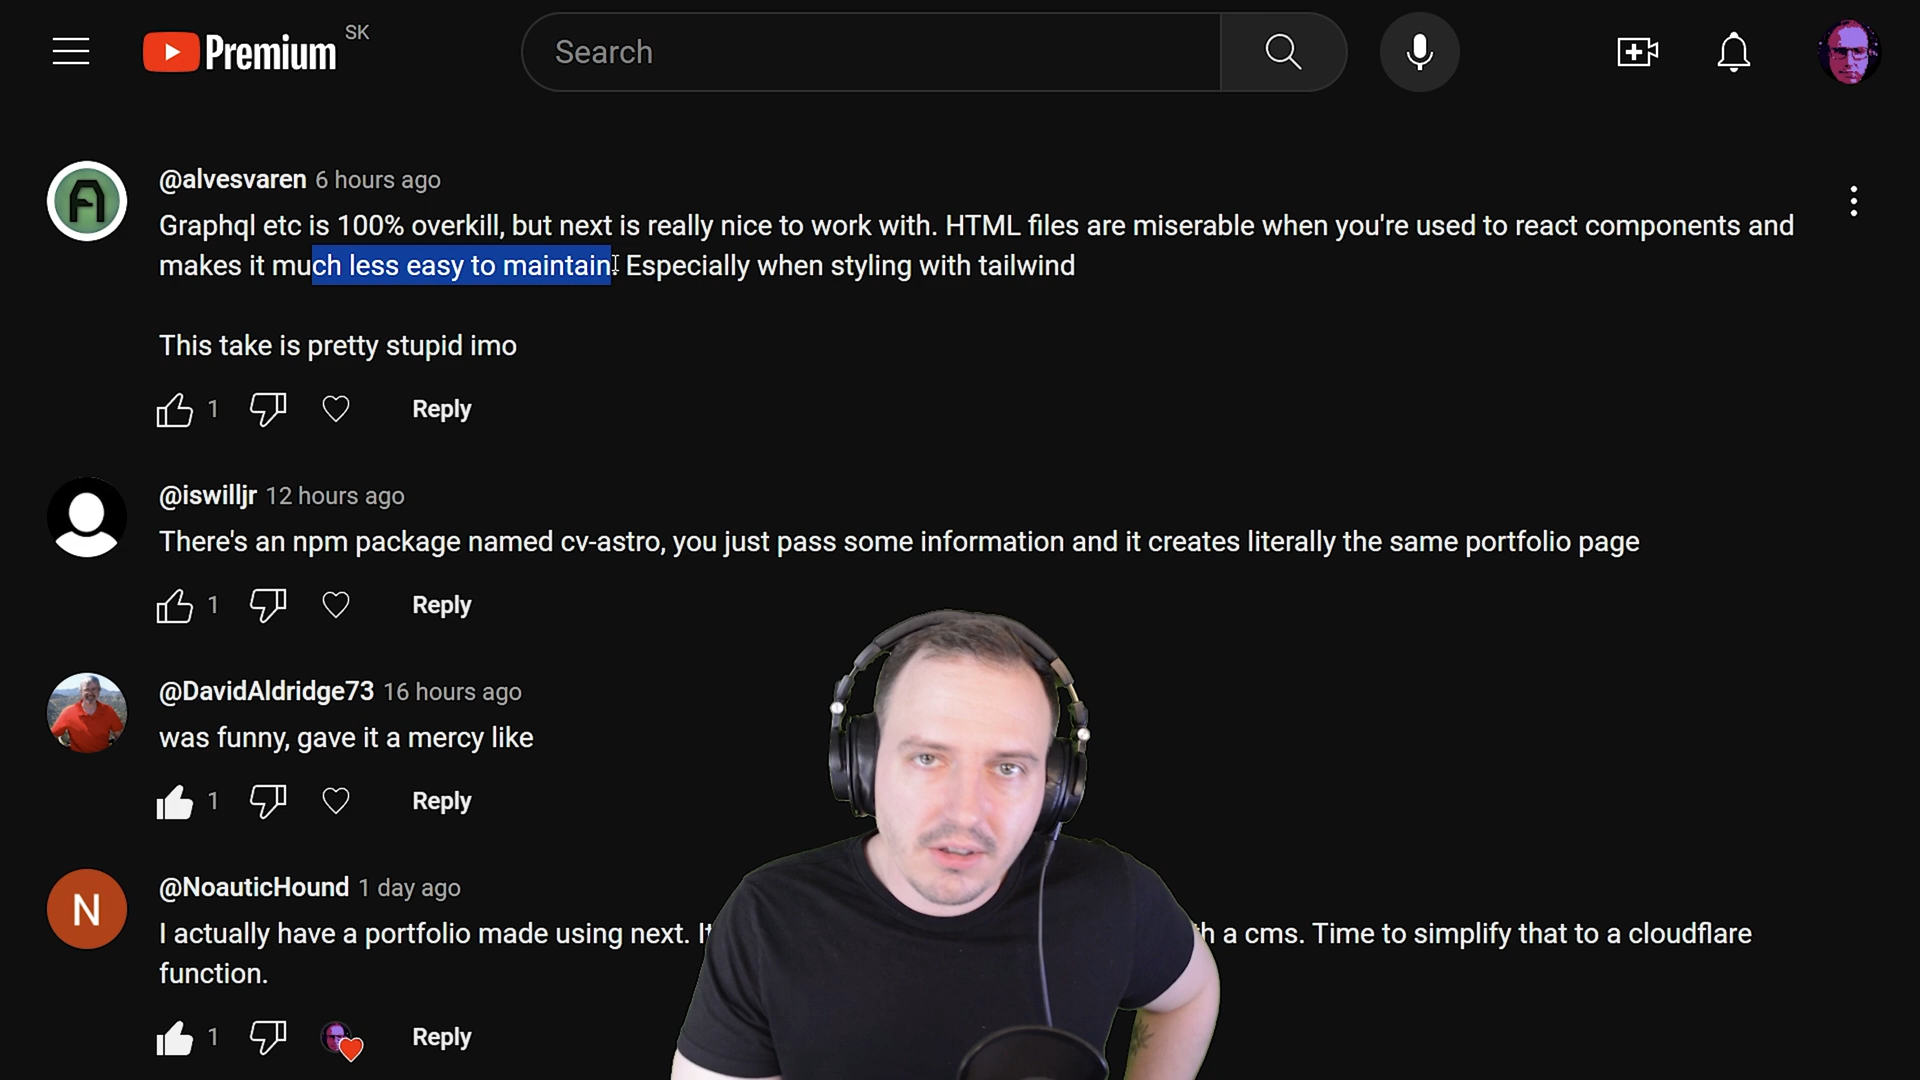 Premium SK
Search
@alvesvaren 6 hours ago
Graphql etc is 100% overkill, but next is really nice to work with. HTML files are miserable when you're used to react components and
makes it much less easy to maintain. Especially when styling with tailwind
This take is pretty stupid imo
1 Reply
@iswilljr 12 hours ago
There's an npm package named cv-astro, you just pass some information and it creates literally the same portfolio page
1 Reply
@DavidAldridge73 16 hours ago
was funny, gave it a mercy like
1 Reply
N
@NoauticHound 1 day ago
I actually have a portfolio made using next. a cms. Time to simplify that to a cloudflare
function.
1 Reply